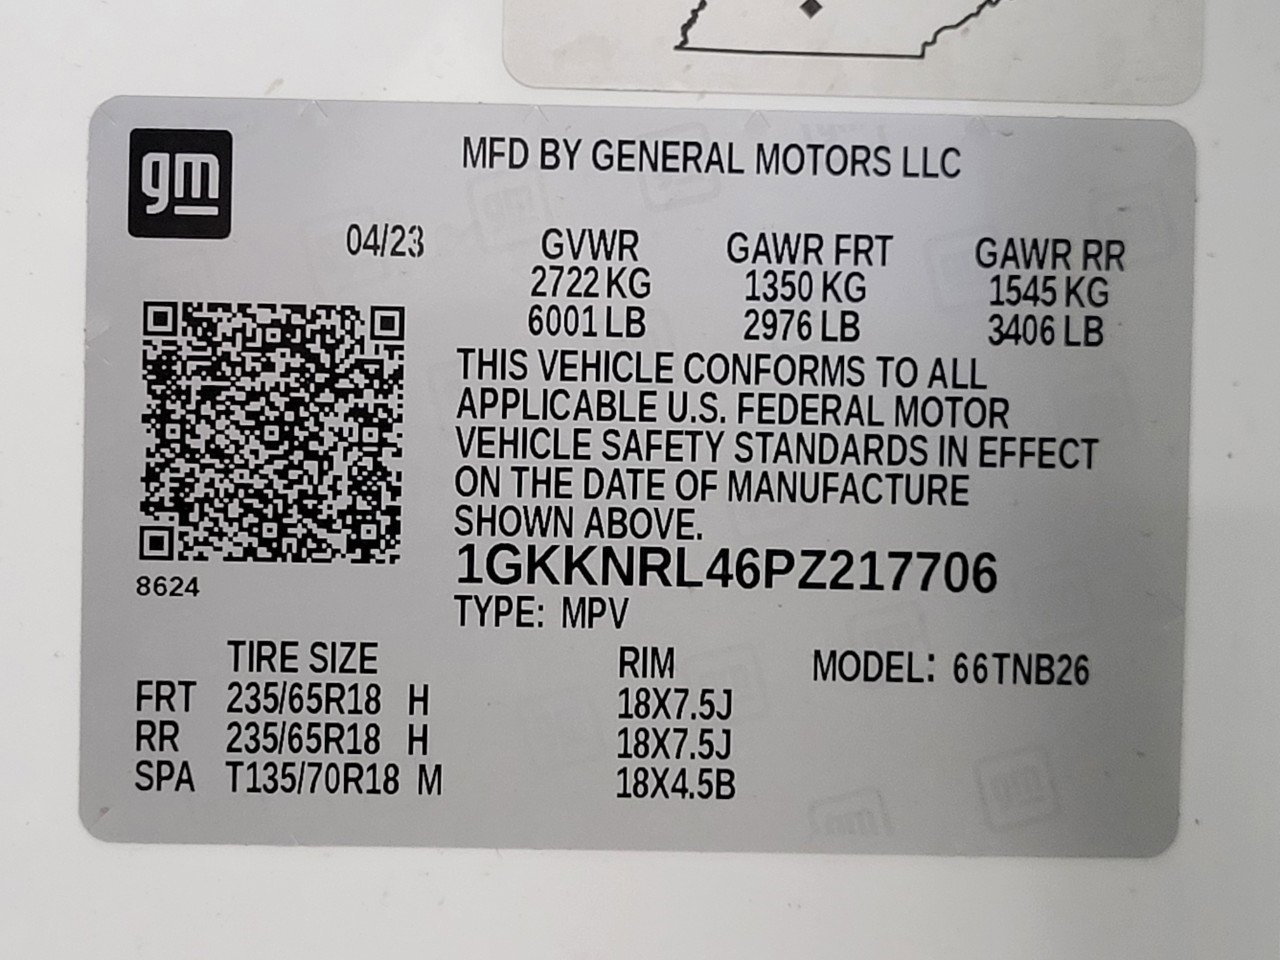 gm
MFD BY GENERAL MOTORS LLC
04/23 GVWR GAWR FRT GAWR RR
2722 KG 1350 KG 1545 KG
6001 LB 2976 LB 3406 LB
THIS VEHICLE CONFORMS TO ALL
APPLICABLE U.S. FEDERAL MOTOR
VEHICLE SAFETY STANDARDS IN EFFECT
ON THE DATE OF MANUFACTURE
SHOWN ABOVE.
1GKKNRL46PZ217706
8624
TYPE: MPV
TIRE SIZE RIM MODEL: 66TNB26
FRT 235/65R18 H 18X7.5J
RR 235/65R18 H 18X7.5J
SPA T135/70R18 M 18X4.5B